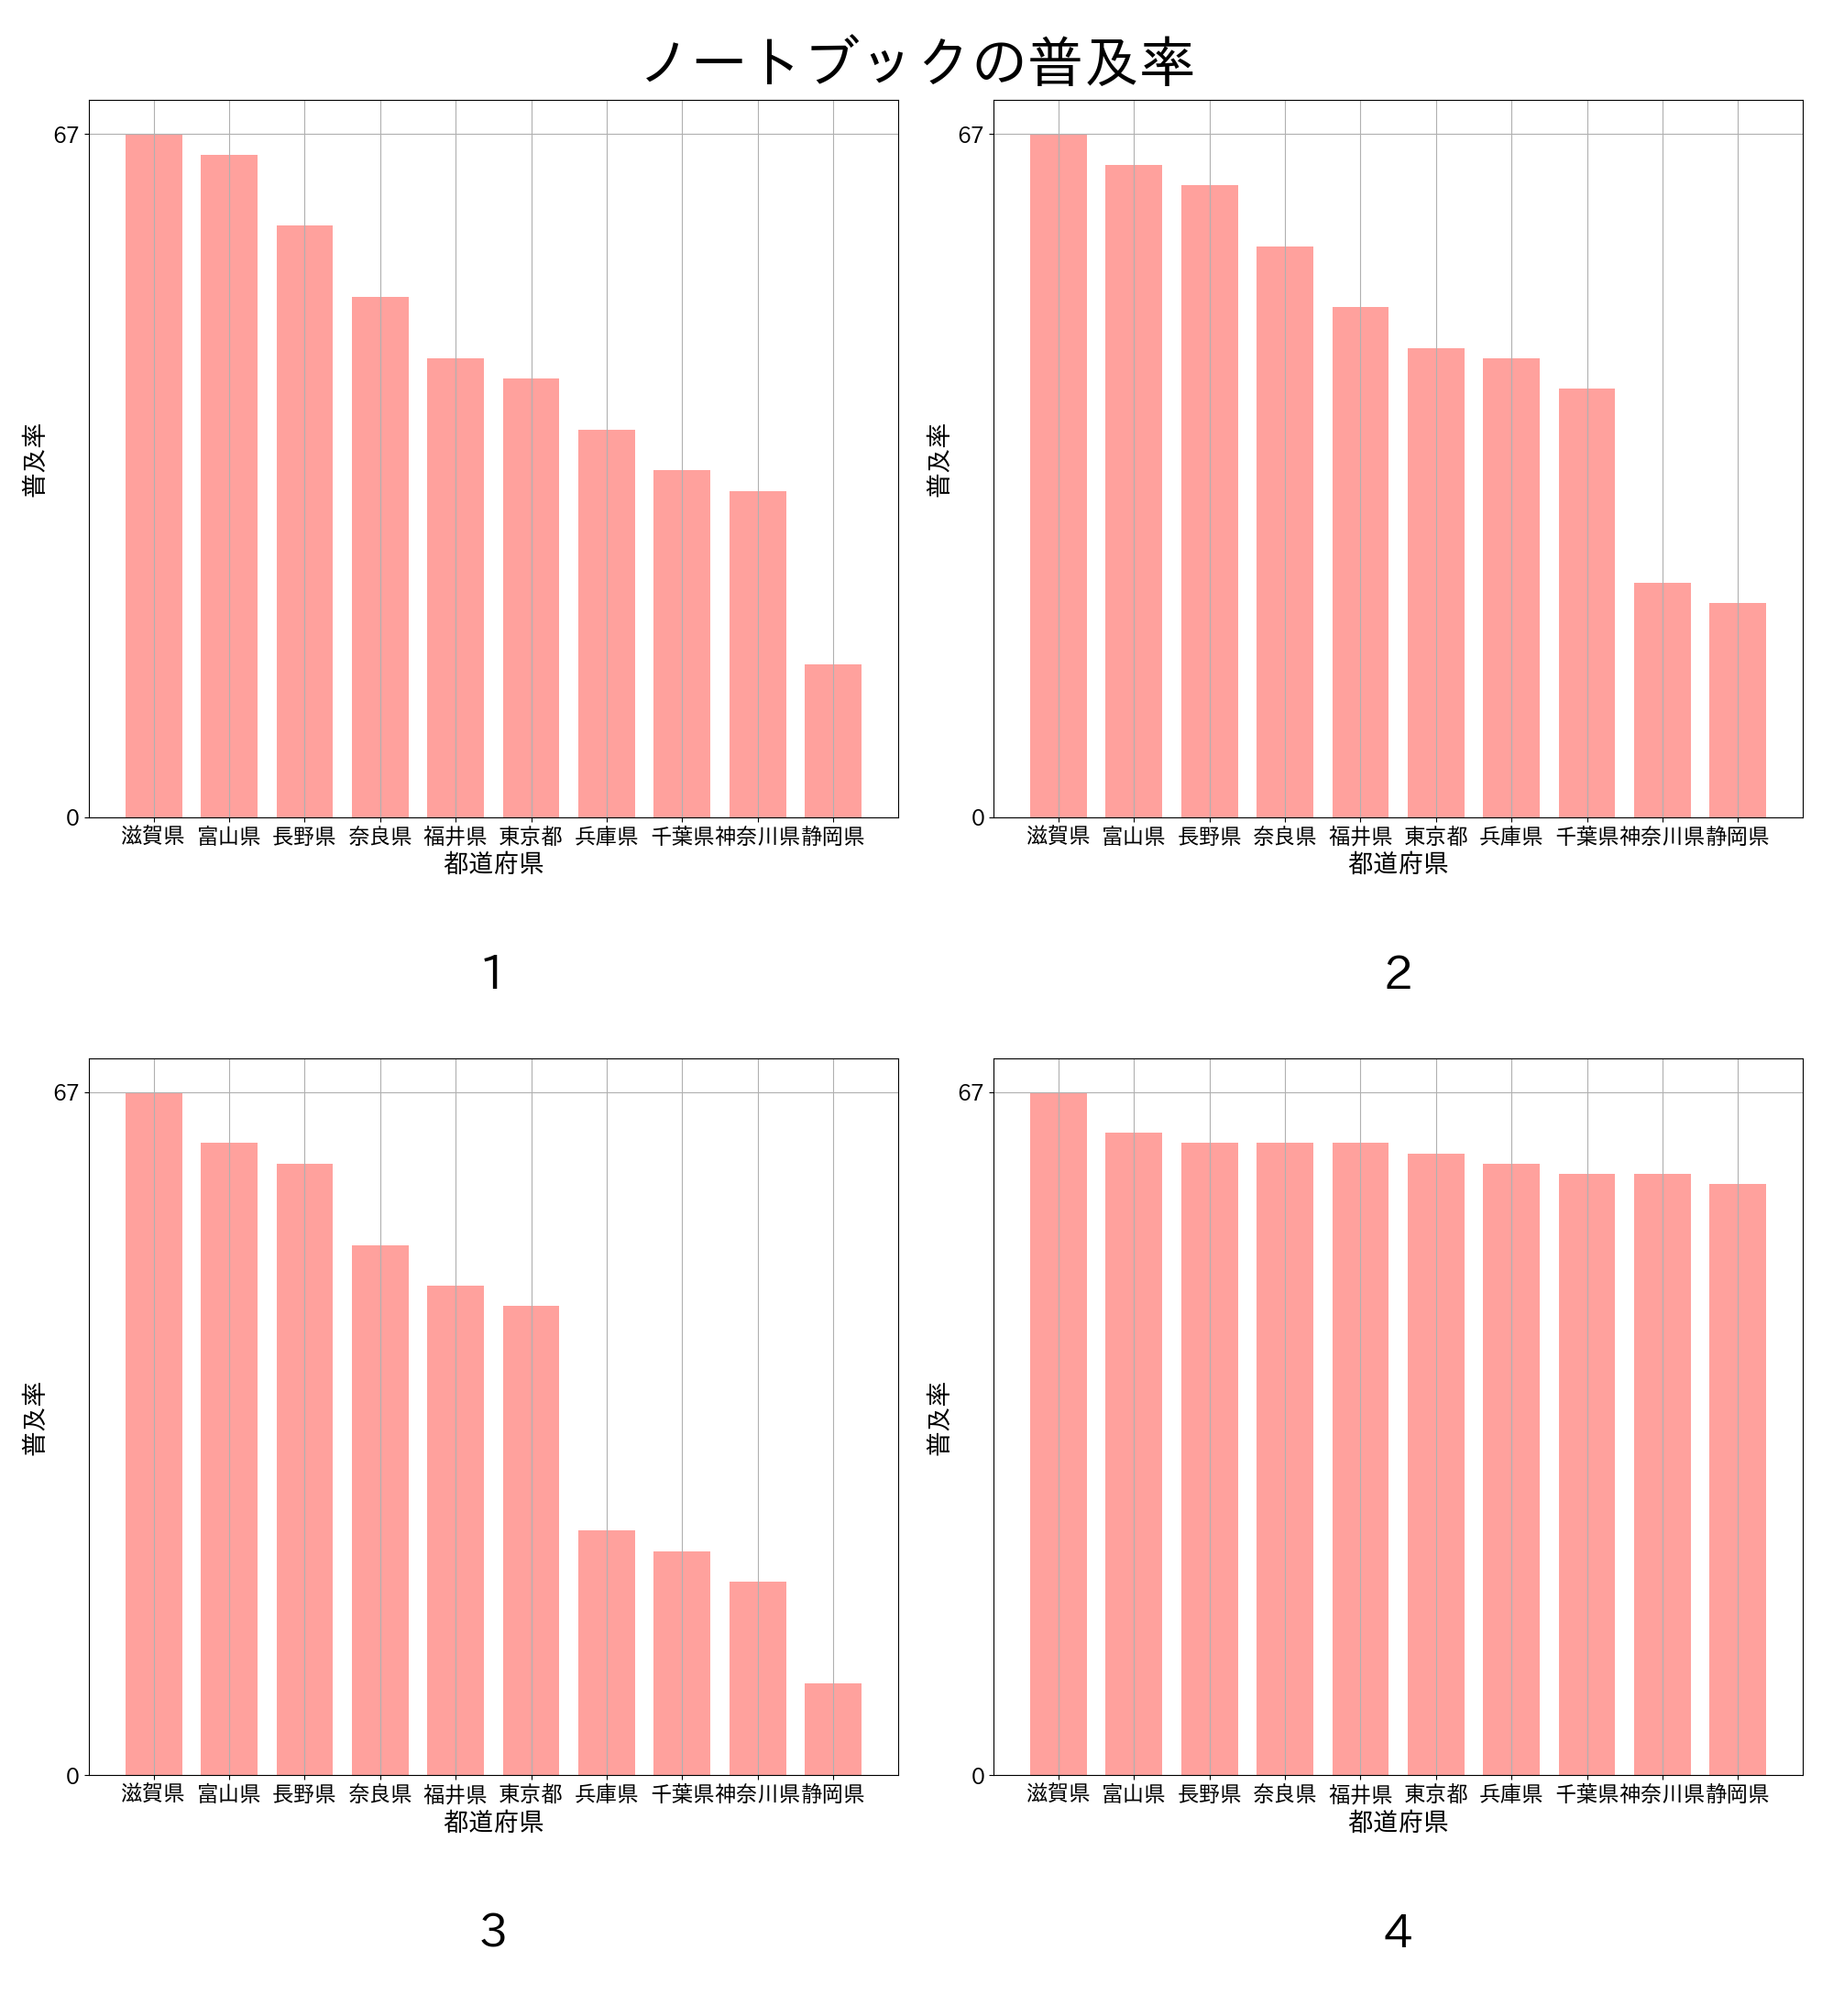 ノートブックの普及率
67
0
普及率
滋賀県 富山県 長野県 奈良県 福井県 東京都 兵庫県 千葉県 神奈川県 静岡県
都道府県
1
67
0
普及率
滋賀県 富山県 長野県 奈良県 福井県 東京都 兵庫県 千葉県 神奈川県 静岡県
都道府県
2
67
0
普及率
滋賀県 富山県 長野県 奈良県 福井県 東京都 兵庫県 千葉県 神奈川県 静岡県
都道府県
3
67
0
普及率
滋賀県 富山県 長野県 奈良県 福井県 東京都 兵庫県 千葉県 神奈川県 静岡県
都道府県
4